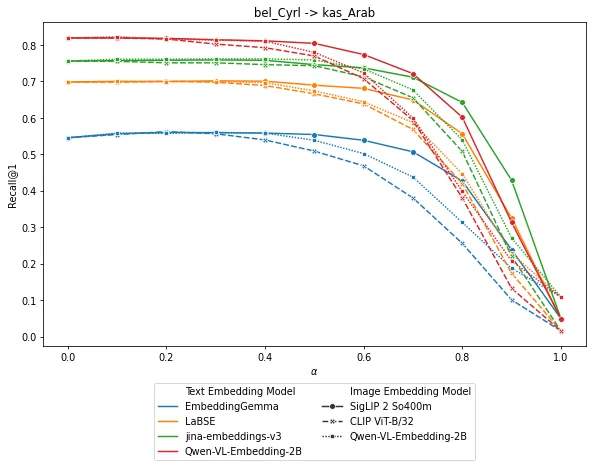 bel_Cyrl -> kas_Arab
Recall@1
0.8
0.7
0.6
0.5
0.4
0.3
0.2
0.1
0.0
0.0 0.2 0.4 0.6 0.8 1.0
α
Text Embedding Model
EmbeddingGemma
LaBSE
jina-embeddings-v3
Qwen-VL-Embedding-2B
Image Embedding Model
SigLIP 2 So400m
CLIP ViT-B/32
Qwen-VL-Embedding-2B